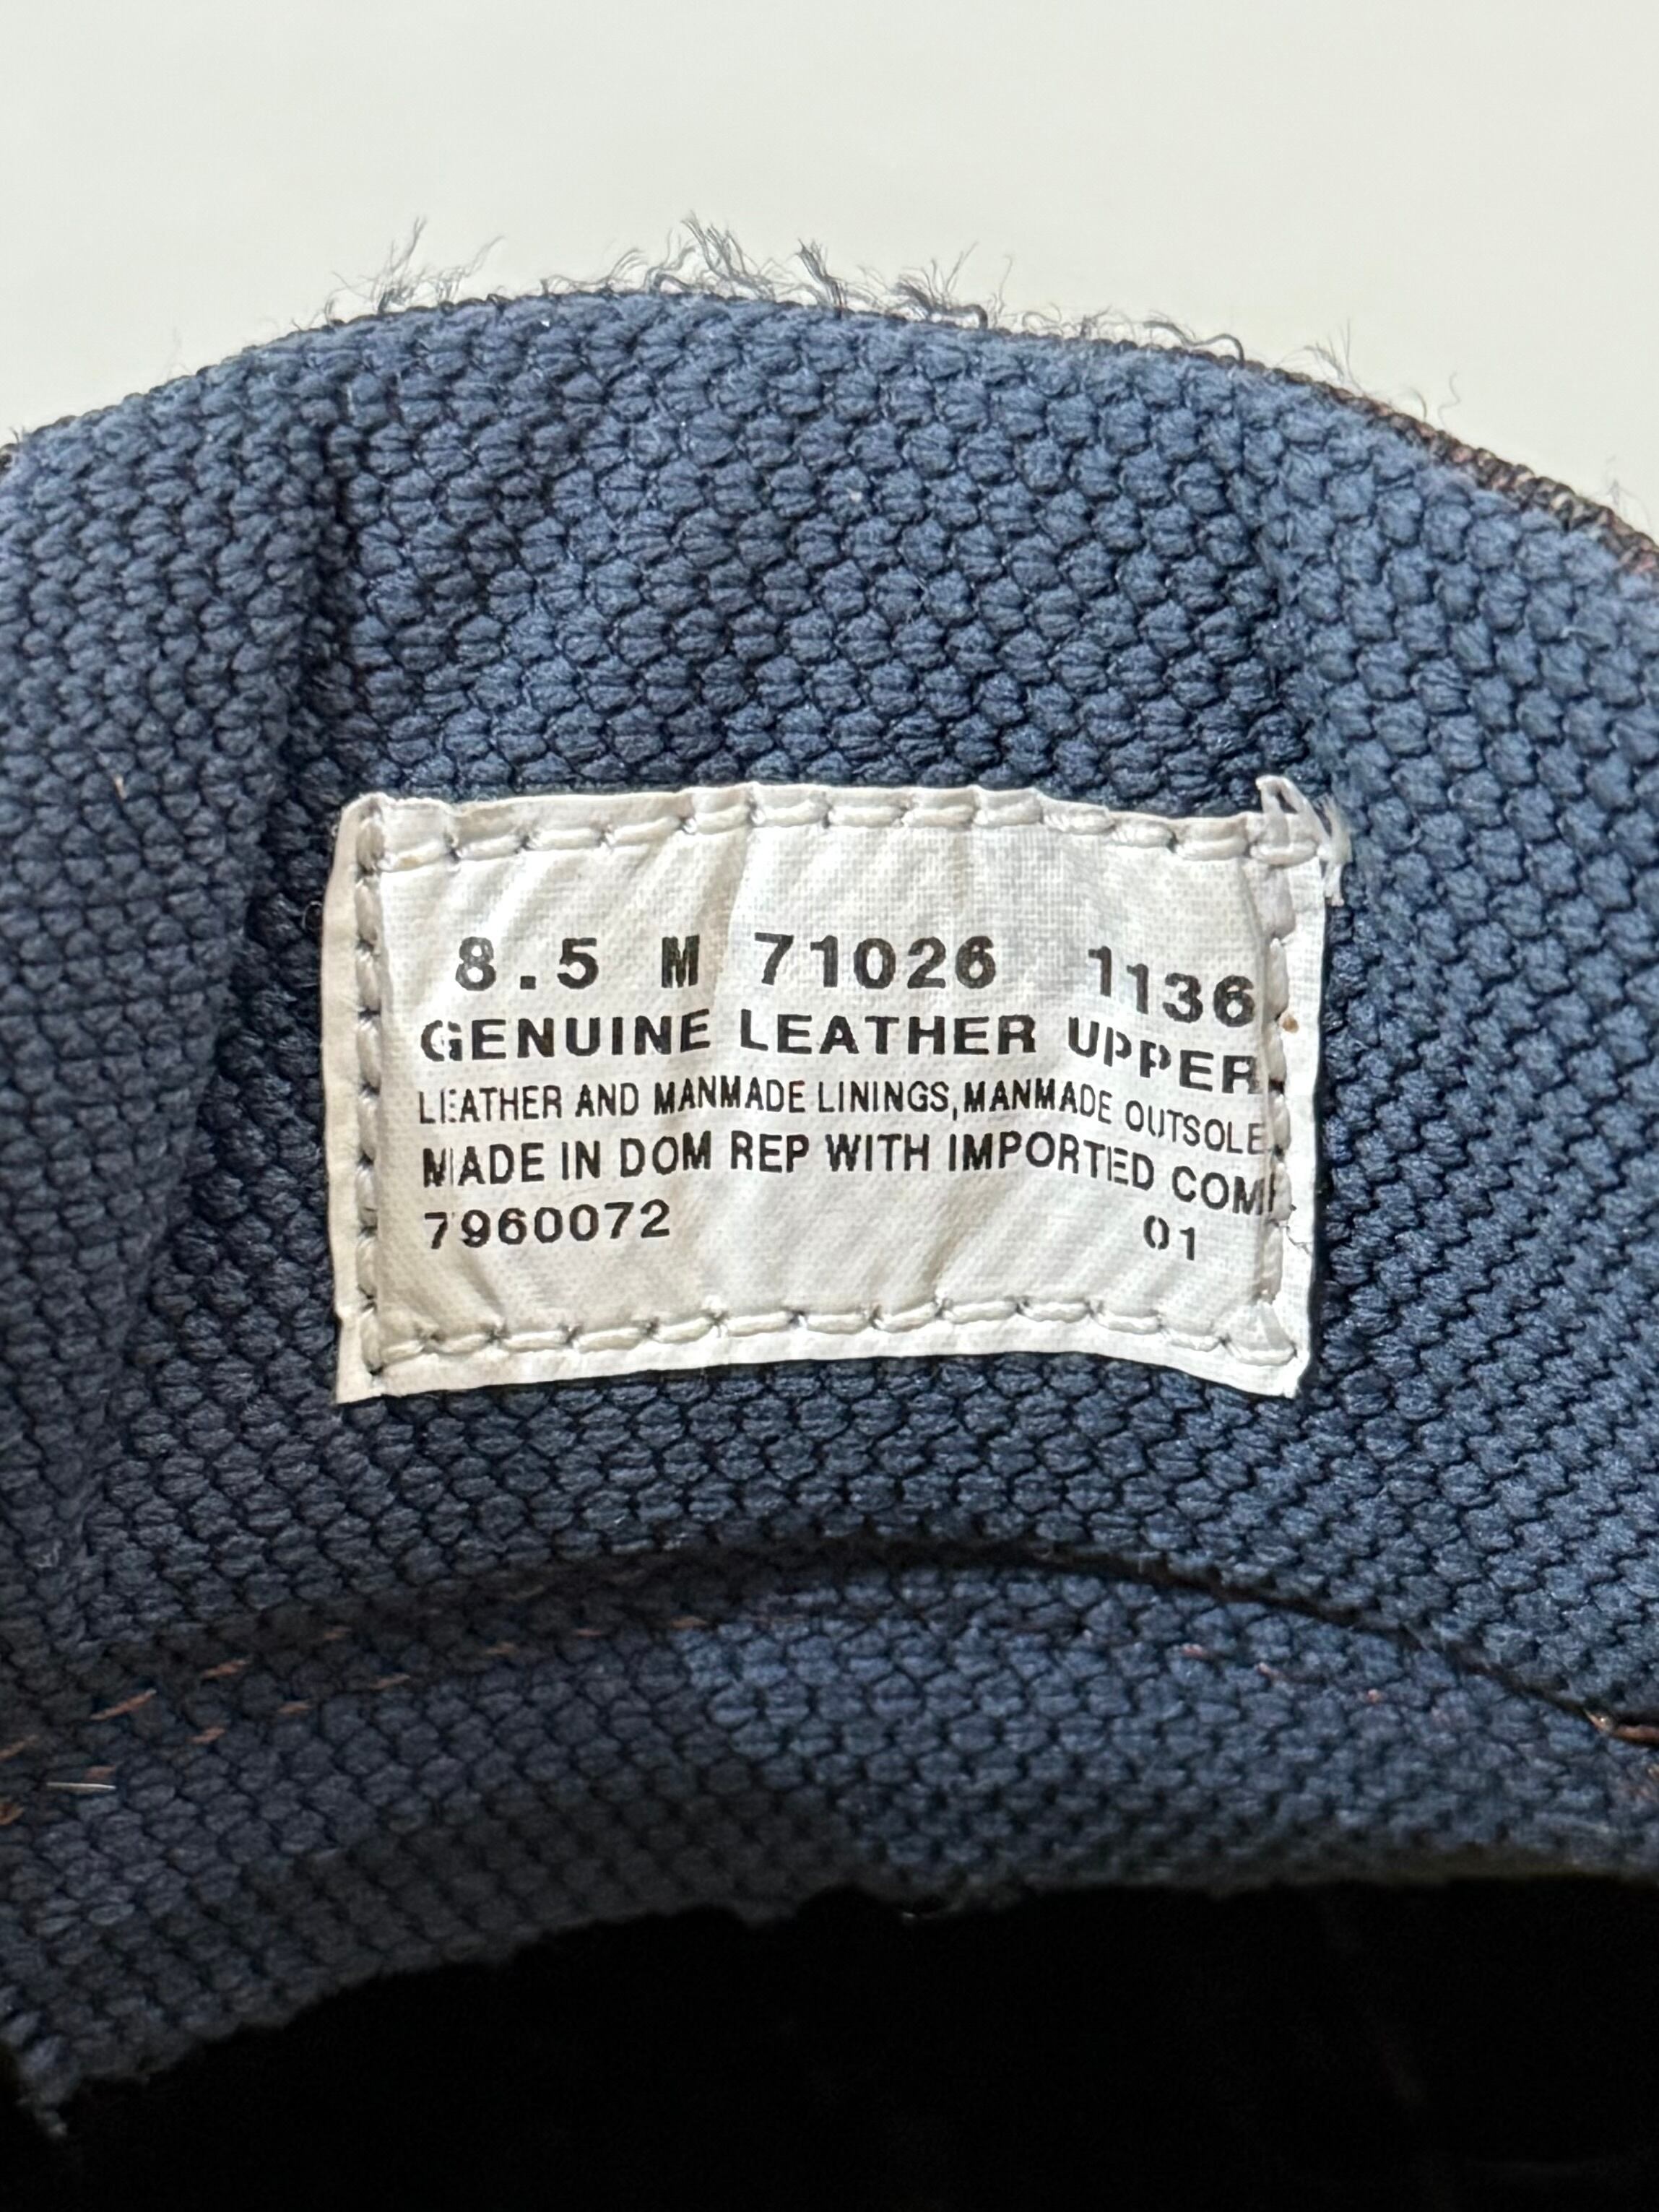 8.5 M 71026 1136
GENUINE LEATHER UPPER
LEATHER AND MANMADE LININGS,MANMADE OUTSOLE
MADE IN DOM REP WITH IMPORTED COMP
7960072 01